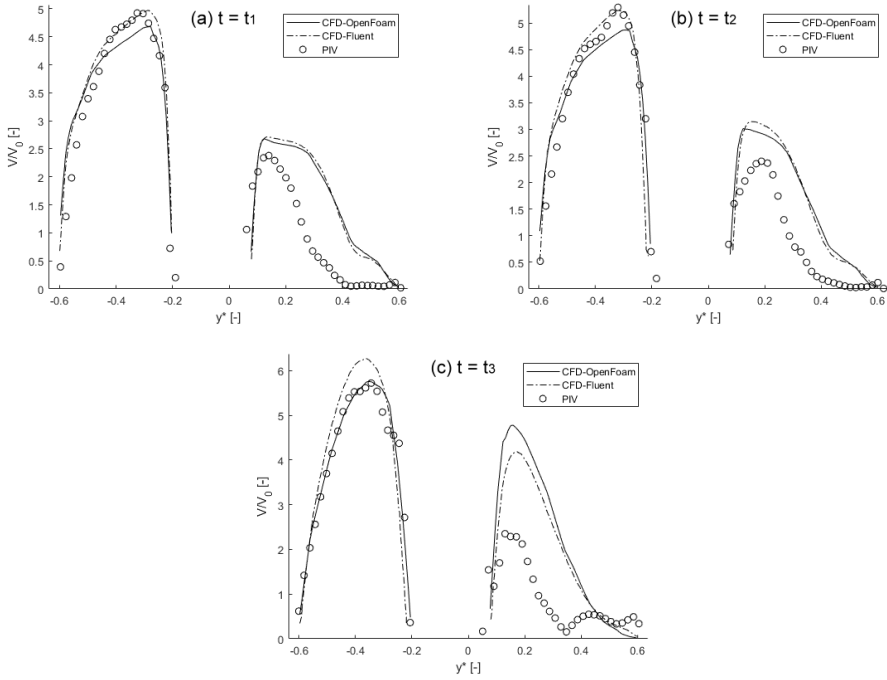 (a) t = t1
CFD-OpenFoam
CFD-Fluent
PIV
V/V0 [-]
5
4.5
4
3.5
3
2.5
2
1.5
1
0.5
0
-0.6 -0.4 -0.2 0 0.2 0.4 0.6
y* [-]
(b) t = t2
CFD-OpenFoam
CFD-Fluent
PIV
V/V0 [-]
5
4.5
4
3.5
3
2.5
2
1.5
1
0.5
0
-0.6 -0.4 -0.2 0 0.2 0.4 0.6
y* [-]
(c) t = t3
CFD-OpenFoam
CFD-Fluent
PIV
V/V0 [-]
6
5
4
3
2
1
0
-0.6 -0.4 -0.2 0 0.2 0.4 0.6
y* [-]